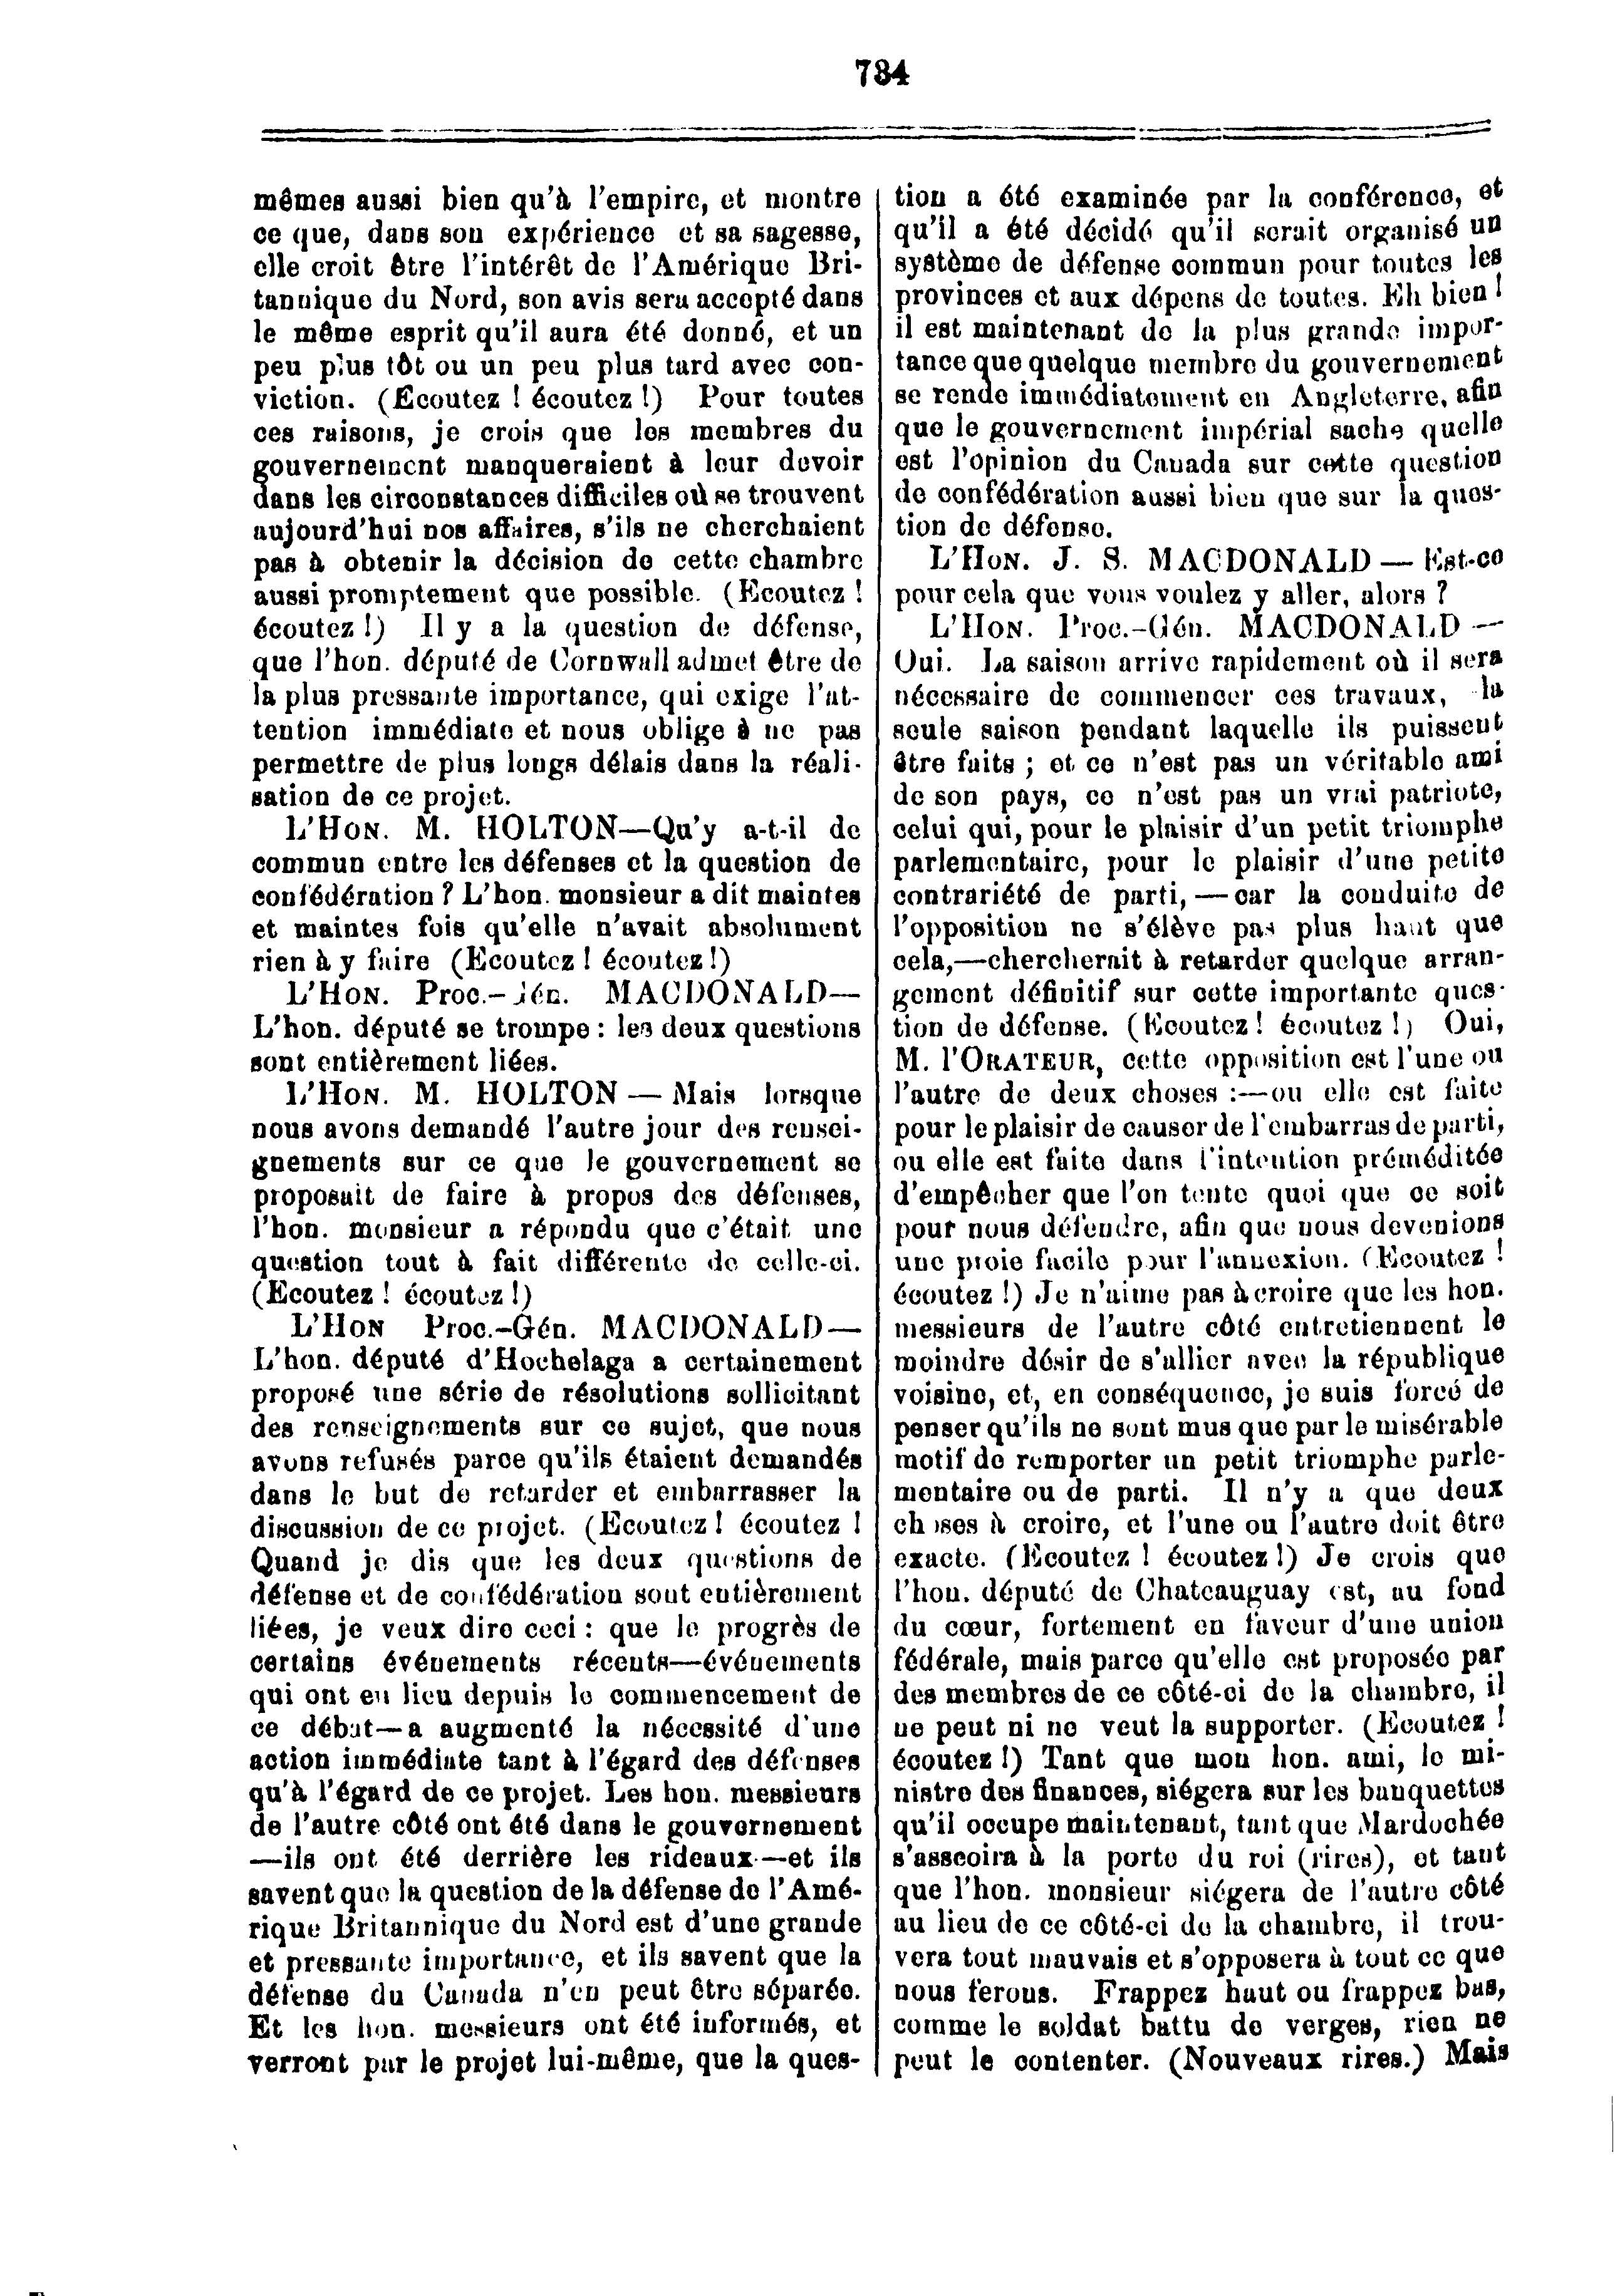 734
mêmes aussi bien qu'à l'empire, et montre
ce que, dans son expérience et sa sagesse,
elle croit être l'intérêt de l'Amérique Bri-
tannique du Nord, son avis sera accepté dans
le même esprit qu'il aura été donné, et un
peu plus tôt ou un peu plus tard avec con-
viction. (Ecoutez ! écoutez !) Pour toutes
ces raisons, je crois que les membres du
gouvernement manqueraient à leur devoir
dans les circonstances difficiles où se trouvent
aujourd'hui nos affaires, s'ils ne cherchaient
pas à obtenir la décision de cette chambre
aussi promptement que possible. (Ecoutez !
écoutez !) Il y a la question de défense,
que l'hon. député de Cornwall admet être de
la plus pressante importance, qui exige l'at-
tention immédiate et nous oblige à ne pas
permettre de plus longs délais dans la réali-
sation de ce projet.
L'HON. M. HOLTON—Qu'y a-t-il de
commun entre les défenses et la question de
confédération ? L'hon. monsieur a dit maintes
et maintes fois qu'elle n'avait absolument
rien à y faire (Ecoutez ! écoutez !)
L'HON. Proc.-Gén. MACDONALD—
L'hon. député se trompe : les deux questions
sont entièrement liées.
L'HON. M. HOLTON — Mais lorsque
nous avons demandé l'autre jour des rensei-
gnements sur ce que le gouvernement se
proposait de faire à propos des défenses,
l'hon. monsieur a répondu que c'était une
question tout à fait différente de celle-ci.
(Ecoutez ! écoutez !)
L'HON Proc.-Gén. MACDONALD—
L'hon. député d'Hochelaga a certainement
proposé une série de résolutions sollicitant
des renseignements sur ce sujet, que nous
avons refusés parce qu'ils étaient demandés
dans le but de retarder et embarrasser la
discussion de ce projet. (Ecoutez ! écoutez !
Quand je dis que les deux questions de
défense et de confédération sont entièrement
liées, je veux dire ceci : que le progrès de
certains événements récents—événements
qui ont eu lieu depuis le commencement de
ce débat—a augmenté la nécessité d'une
action immédiate tant à l'égard des défenses
qu'à l'égard de ce projet. Les hon. messieurs
de l'autre côté ont été dans le gouvernement
—ils ont été derrière les rideaux—et ils
savent que la question de la défense de l'Amé-
rique Britannique du Nord est d'une grande
et pressante importance, et ils savent que la
défense du Canada n'en peut être séparée.
Et les hon. messieurs ont été informés, et
verront par le projet lui-même, que la ques-
tion a été examinée par la conférence, et
qu'il a été décidé qu'il serait organisé un
système de défense commun pour toutes les
provinces et aux dépens de toutes. Eh bien !
il est maintenant de la plus grande impor-
tance que quelque membre du gouvernement
se rende immédiatement en Angleterre, afin
que le gouvernement impérial sache quelle
est l'opinion du Canada sur cette question
de confédération aussi bien que sur la ques-
tion de défense.
L'HON. J. S. MACDONALD — Est-ce
pour cela que vous voulez y aller, alors ?
L'HON. Proc.-Gén. MACDONALD —
Oui. La saison arrive rapidement où il sera
nécessaire de commencer ces travaux, la
seule saison pendant laquelle ils puissent
être faits ; et ce n'est pas un véritable ami
de son pays, ce n'est pas un vrai patriote,
celui qui, pour le plaisir d'un petit triomphe
parlementaire, pour le plaisir d'une petite
contrariété de parti, — car la conduite de
l'opposition ne s'élève pas plus haut que
cela,—chercherait à retarder quelque arran-
gement définitif sur cette importante ques-
tion de défense. (Ecoutez ! écoutez !) Oui,
M. l'ORATEUR, cette opposition est l'une ou
l'autre de deux choses :—ou elle est faite
pour le plaisir de causer de l'embarras de parti,
ou elle est faite dans l'intention préméditée
d'empêcher que l'on tente quoi que ce soit
pour nous défendre, afin que nous devenions
une proie facile pour l'annexion. (Ecoutez !
écoutez !) Je n'aime pas à croire que les hon.
messieurs de l'autre côté entretiennent le
moindre désir de s'allier avec la république
voisine, et, en conséquence, je suis forcé de
penser qu'ils ne sont mus que par le misérable
motif de remporter un petit triomphe parle-
mentaire ou de parti. Il n'y a que deux
choses à croire, et l'une ou l'autre doit être
exacte. (Ecoutez ! écoutez !) Je crois que
l'hon. député de Chateauguay est, au fond
du cœur, fortement en faveur d'une union
fédérale, mais parce qu'elle est proposée par
des membres de ce côté-ci de la chambre, il
ne peut ni ne veut la supporter. (Ecoutez !
écoutez !) Tant que mon hon. ami, le mi-
nistre des finances, siégera sur les banquettes
qu'il occupe maintenant, tant que Mardochée
s'asseoira à la porte du roi (rires), et tant
que l'hon. monsieur siégera de l'autre côté
au lieu de ce côté-ci de la chambre, il trou-
vera tout mauvais et s'opposera à tout ce que
nous ferons. Frappez haut ou frappez bas,
comme le soldat battu de verges, rien ne
peut le contenter. (Nouveaux rires.) Mais